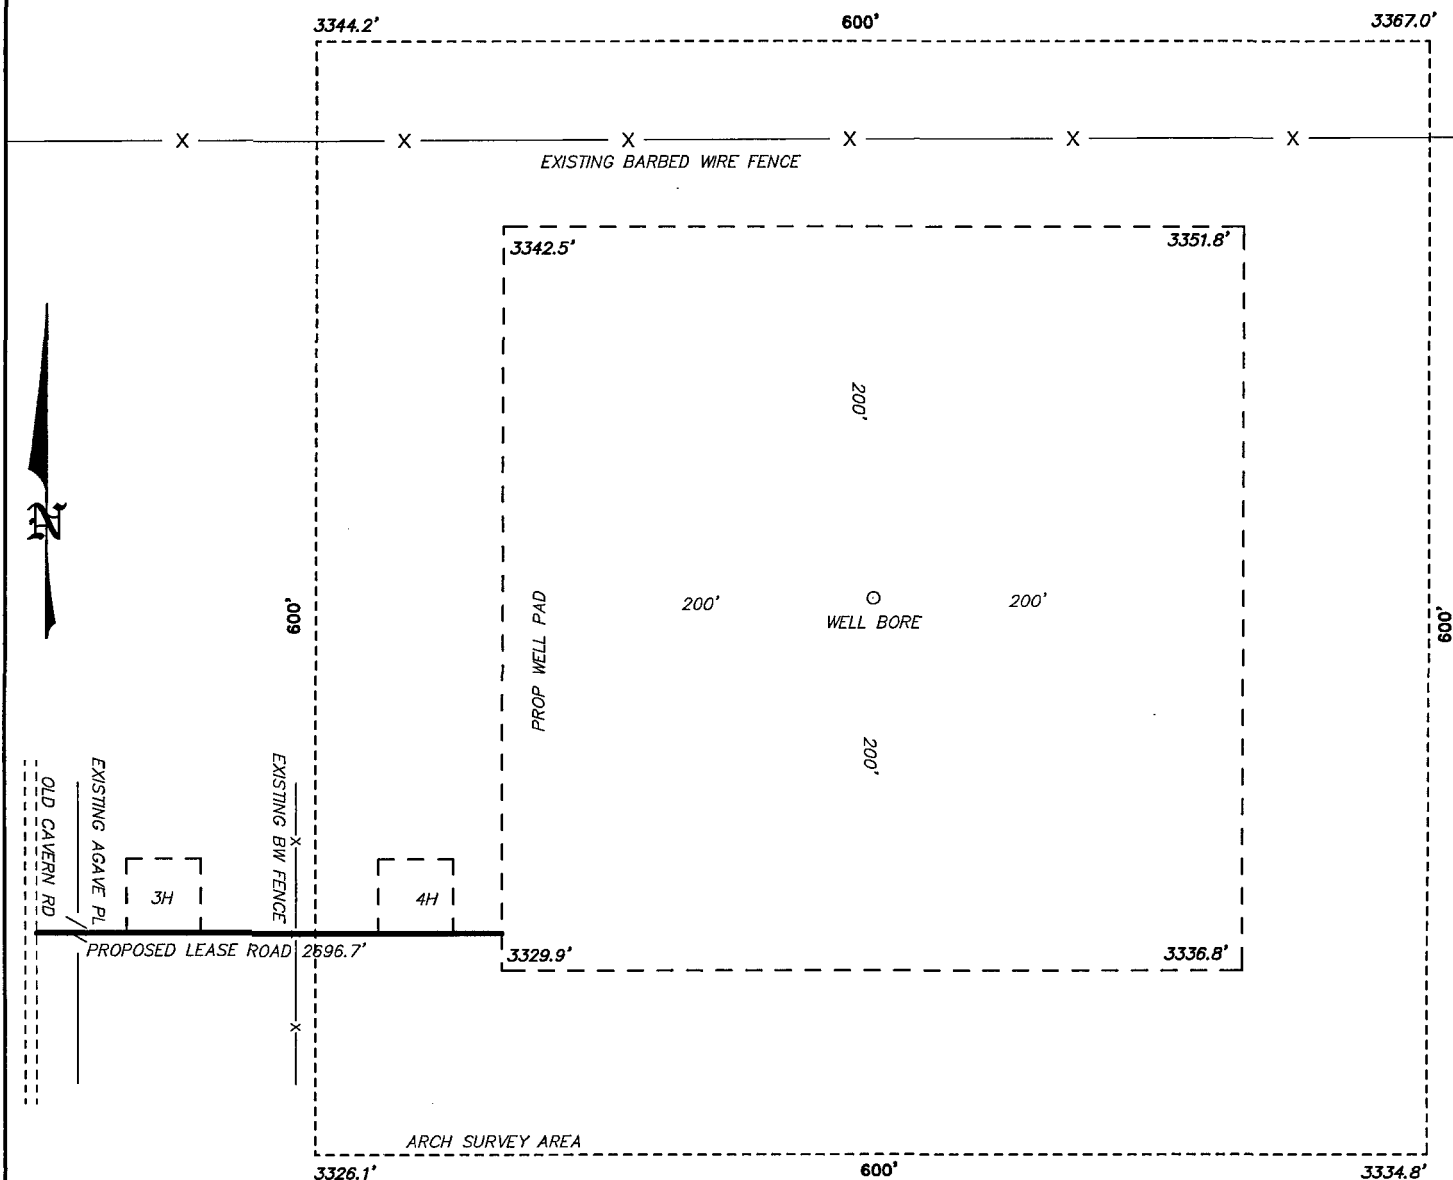 3344.2'
600'
3367.0'
X X X X X X
EXISTING BARBED WIRE FENCE
3342.5'
3351.8'
200'
N
600'
PROP WELL PAD
200'
WELL BORE
200'
600'
200'
OLD CAVERN RD
EXISTING AGAVE PL
EXISTING BW FENCE
X
3H
4H
PROPOSED LEASE ROAD 2696.7'
3329.9'
3336.8'
X
ARCH SURVEY AREA
3326.1'
600'
3334.8'